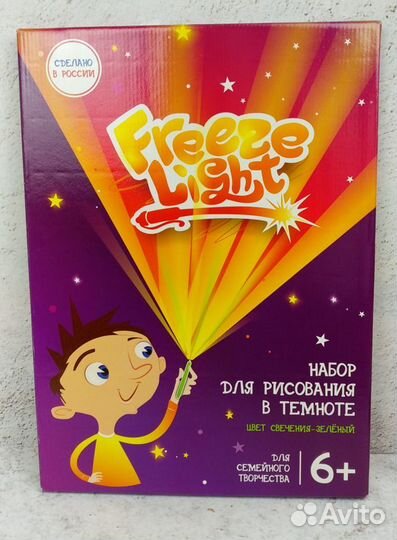 СДЕЛАНО
В РОССИИ
Freeze
Light
НАБОР
ДЛЯ РИСОВАНИЯ
В ТЕМНОТЕ
ЦВЕТ СВЕЧЕНИЯ-ЗЕЛЁНЫЙ
ДЛЯ
СЕМЕЙНОГО
ТВОРЧЕСТВА
6+
Avito